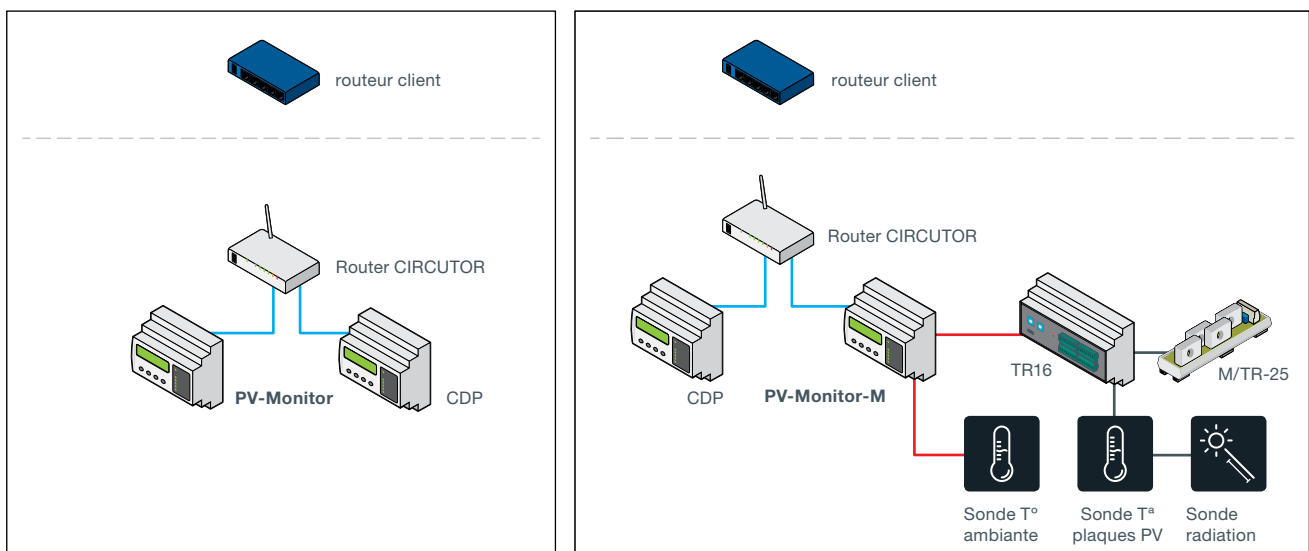 routeur client
Router CIRCUTOR
PV-Monitor
CDP
routeur client
Router CIRCUTOR
CDP
PV-Monitor-M
TR16
M/TR-25
Sonde Tº
ambiante
Sonde Tª
plaques PV
Sonde
radiation